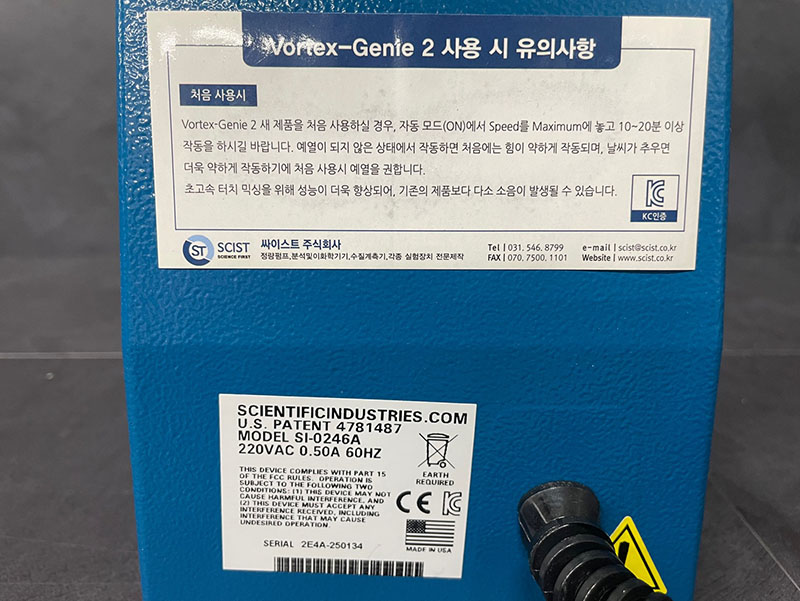 Vortex-Genie 2 사용 시 유의사항
처음 사용시
Vortex-Genie 2 새 제품을 처음 사용하실 경우, 자동 모드(ON)에서 Speed를 Maximum에 놓고 10~20분 이상
작동을 하시길 바랍니다. 예열이 되지 않은 상태에서 작동하면 처음에는 힘이 약하게 작동되며, 날씨가 추우면
더욱 약하게 작동하기에 처음 사용시 예열을 권합니다.
초고속 터치 믹싱을 위해 성능이 더욱 향상되어, 기존의 제품보다 다소 소음이 발생될 수 있습니다.
KC인증
ST SCIST
SCIENCE FIRST
싸이스트 주식회사
정량펌프,분석및이화학기기,수질계측기,각종 실험장치 전문제작
Tel | 031. 546. 8799
FAX | 070. 7500. 1101
e-mail | scist@scist.co.kr
Website | www.scist.co.kr
SCIENTIFICINDUSTRIES.COM
U.S. PATENT 4781487
MODEL SI-0246A
220VAC 0.50A 60HZ
THIS DEVICE COMPLIES WITH PART 15
OF THE FCC RULES. OPERATION IS
SUBJECT TO THE FOLLOWING TWO
CONDITIONS: (1) THIS DEVICE MAY NOT
CAUSE HARMFUL INTERFERENCE, AND
(2) THIS DEVICE MUST ACCEPT ANY
INTERFERENCE RECEIVED, INCLUDING
INTERFERENCE THAT MAY CAUSE
UNDESIRED OPERATION.
EARTH
REQUIRED
CE KC
MADE IN USA
SERIAL 2E4A-250134